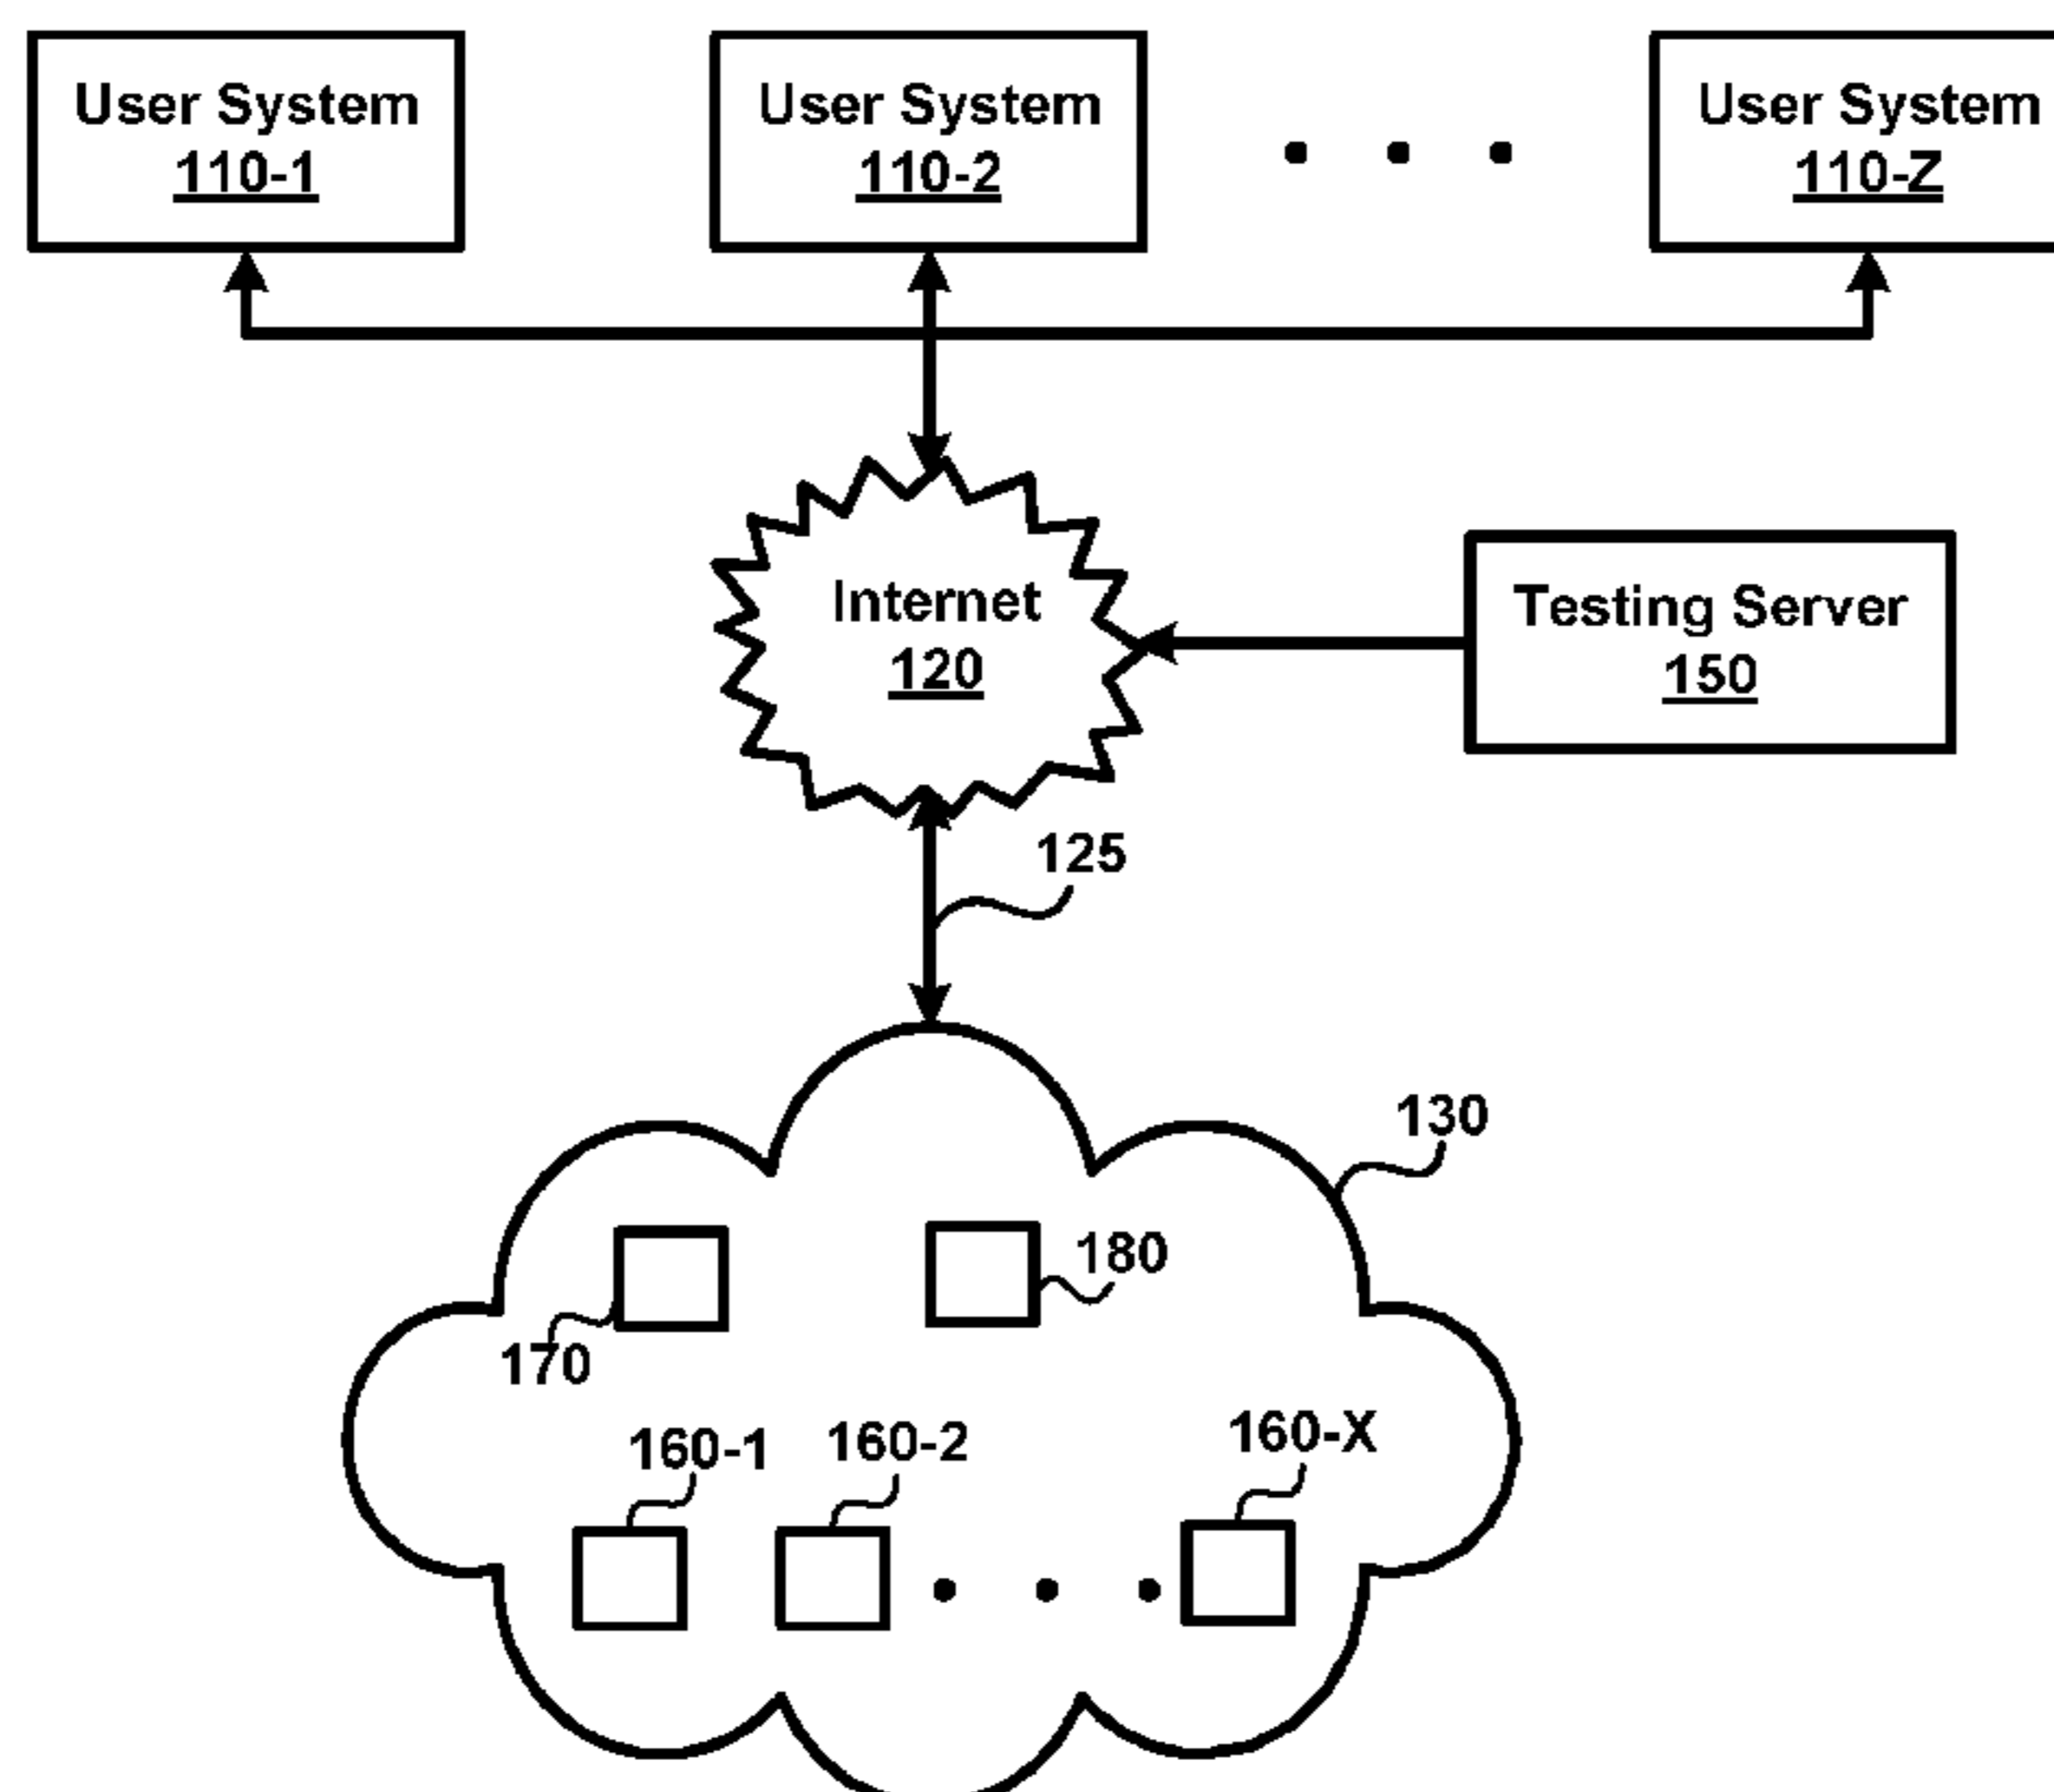 User System
110-1
User System
110-2
User System
110-Z
Internet
120
Testing Server
150
125
130
180
170
160-1
160-2
160-X